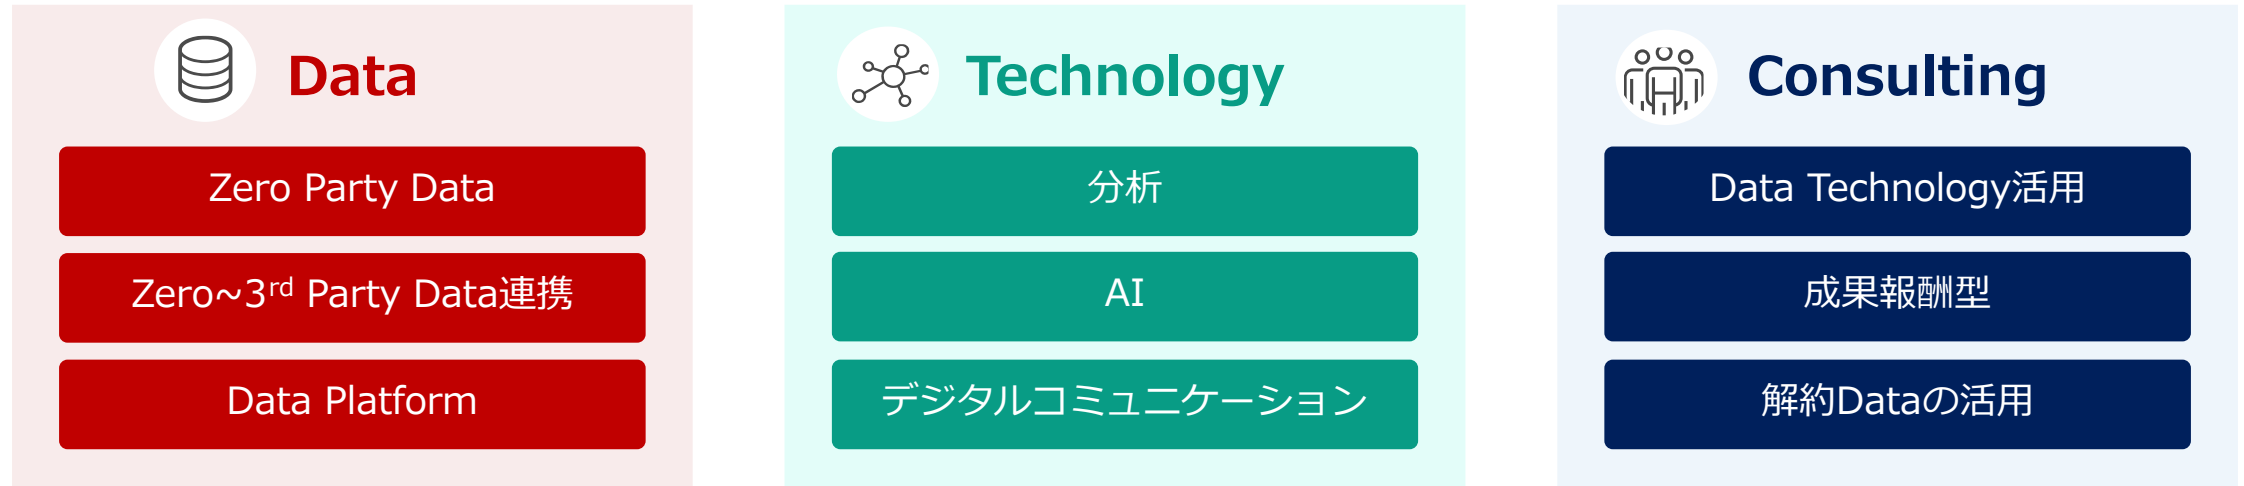 Data
Zero Party Data
Zero~3rd Party Data連携
Data Platform
Technology
分析
AI
デジタルコミュニケーション
Consulting
Data Technology活用
成果報酬型
解約Dataの活用